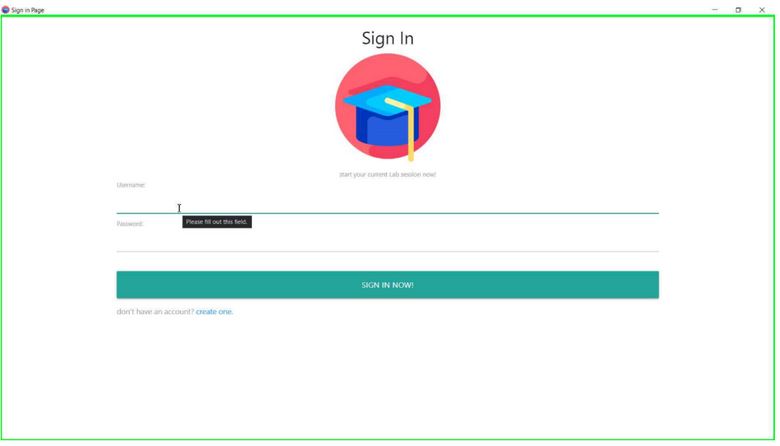 Sign in Page
Sign In
start your current Lab session now!
Username:
Please fill out this field.
Password:
SIGN IN NOW!
don't have an account? create one.